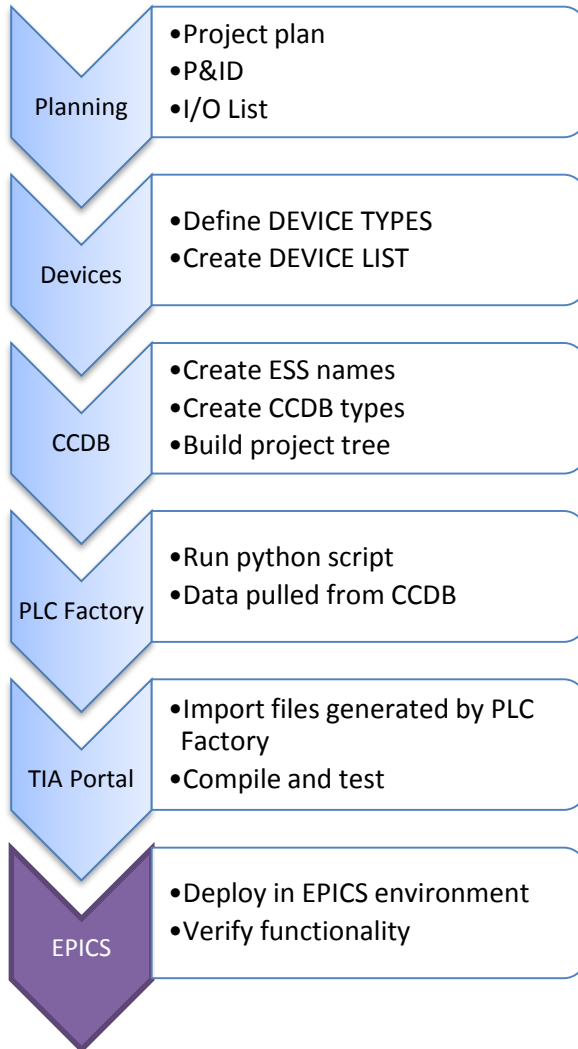 Planning
•Project plan
•P&ID
•I/O List
Devices
•Define DEVICE TYPES
•Create DEVICE LIST
CCDB
•Create ESS names
•Create CCDB types
•Build project tree
PLC Factory
•Run python script
•Data pulled from CCDB
TIA Portal
•Import files generated by PLC
Factory
•Compile and test
EPICS
•Deploy in EPICS environment
•Verify functionality